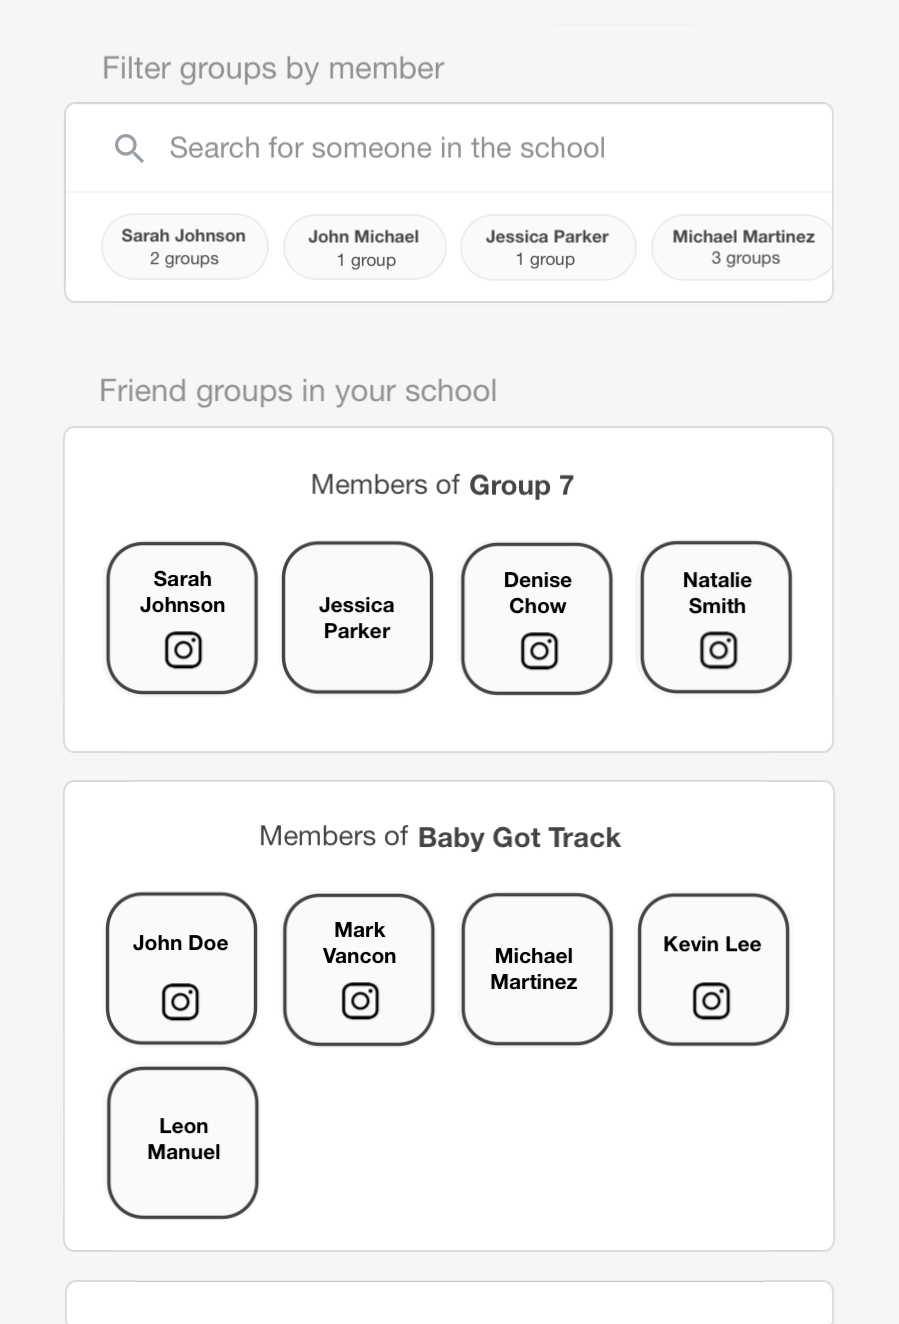 Filter groups by member
Search for someone in the school
Sarah Johnson
2 groups
John Michael
1 group
Jessica Parker
1 group
Michael Martinez
3 groups
Friend groups in your school
Members of Group 7
Sarah
Johnson
Jessica
Parker
Denise
Chow
Natalie
Smith
Members of Baby Got Track
John Doe
Mark
Vancon
Michael
Martinez
Kevin Lee
Leon
Manuel